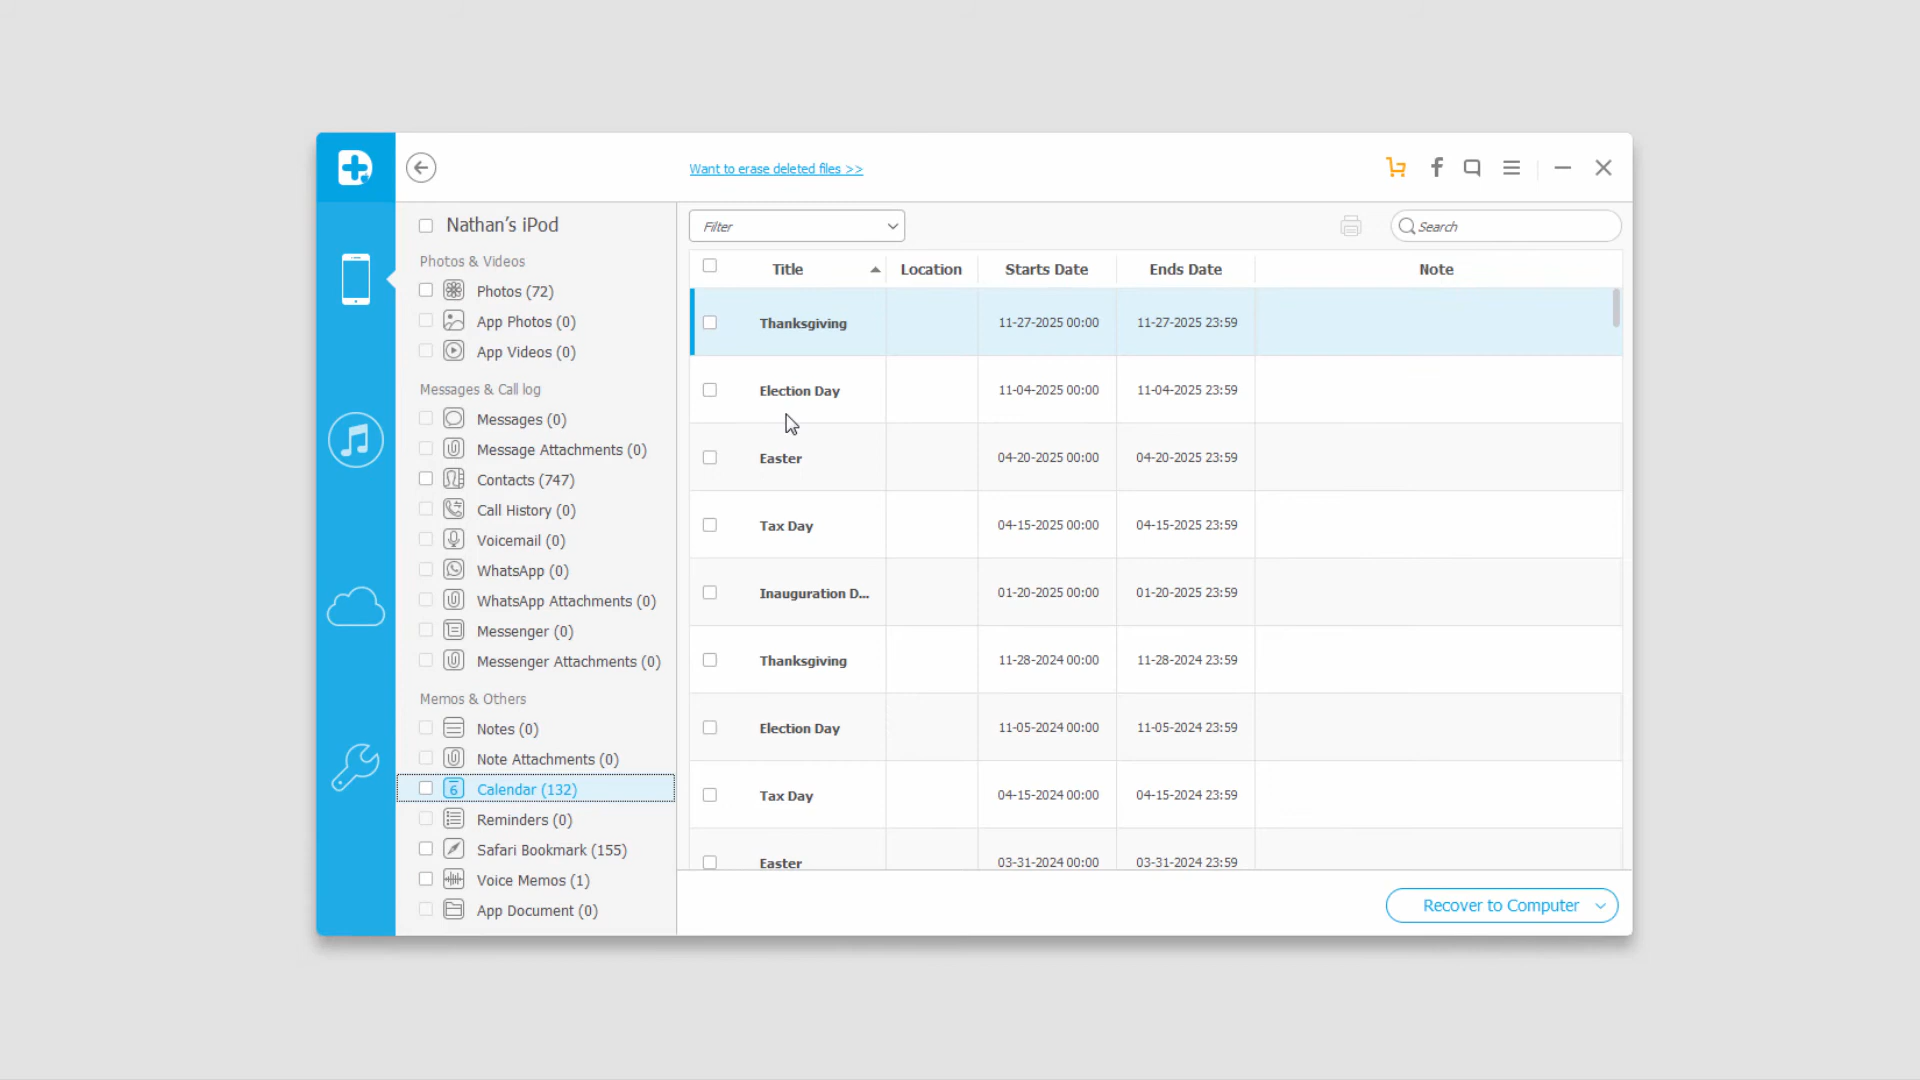 Want to erase deleted files >>
Nathan's iPod
Photos & Videos
Photos (72)
App Photos (0)
App Videos (0)
Messages & Call log
Messages (0)
Message Attachments (0)
Contacts (747)
Call History (0)
Voicemail (0)
WhatsApp (0)
WhatsApp Attachments (0)
Messenger (0)
Messenger Attachments (0)
Memos & Others
Notes (0)
Note Attachments (0)
6 Calendar (132)
Reminders (0)
Safari Bookmark (155)
Voice Memos (1)
App Document (0)
Filter
Search
Title Location Starts Date Ends Date Note
Thanksgiving 11-27-2025 00:00 11-27-2025 23:59
Election Day 11-04-2025 00:00 11-04-2025 23:59
Easter 04-20-2025 00:00 04-20-2025 23:59
Tax Day 04-15-2025 00:00 04-15-2025 23:59
Inauguration D... 01-20-2025 00:00 01-20-2025 23:59
Thanksgiving 11-28-2024 00:00 11-28-2024 23:59
Election Day 11-05-2024 00:00 11-05-2024 23:59
Tax Day 04-15-2024 00:00 04-15-2024 23:59
Easter 03-31-2024 00:00 03-31-2024 23:59
Recover to Computer